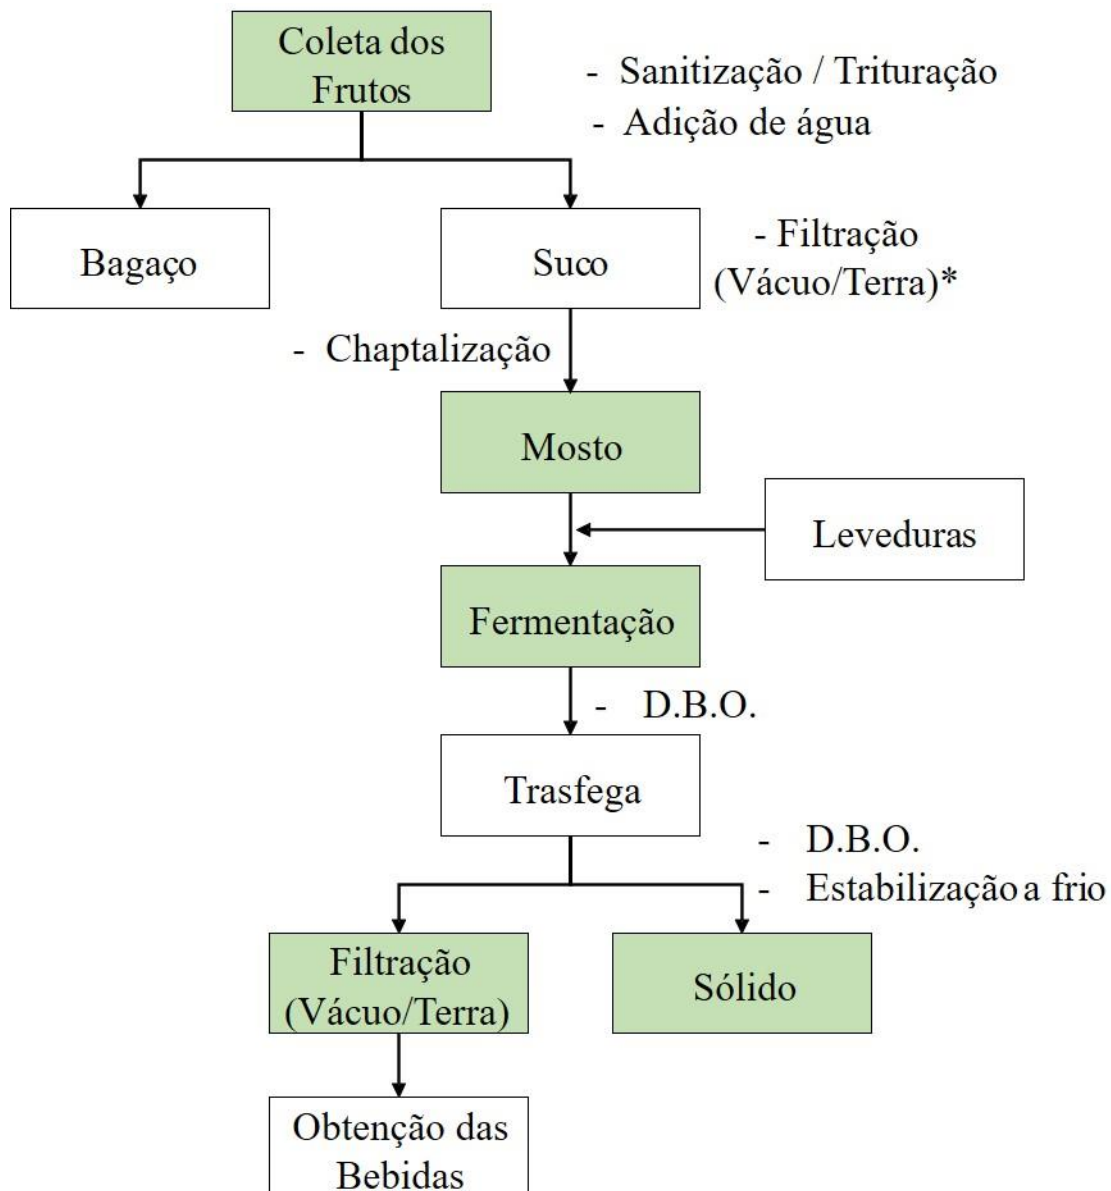 Coleta dos
Frutos
- Sanitização / Trituração
- Adição de água
Bagaço
Suco
- Filtração
(Vácuo/Terra)*
- Chaptalização
Mosto
Leveduras
Fermentação
- D.B.O.
Trasfega
- D.B.O.
- Estabilização a frio
Filtração
(Vácuo/Terra)
Sólido
Obtenção das
Bebidas